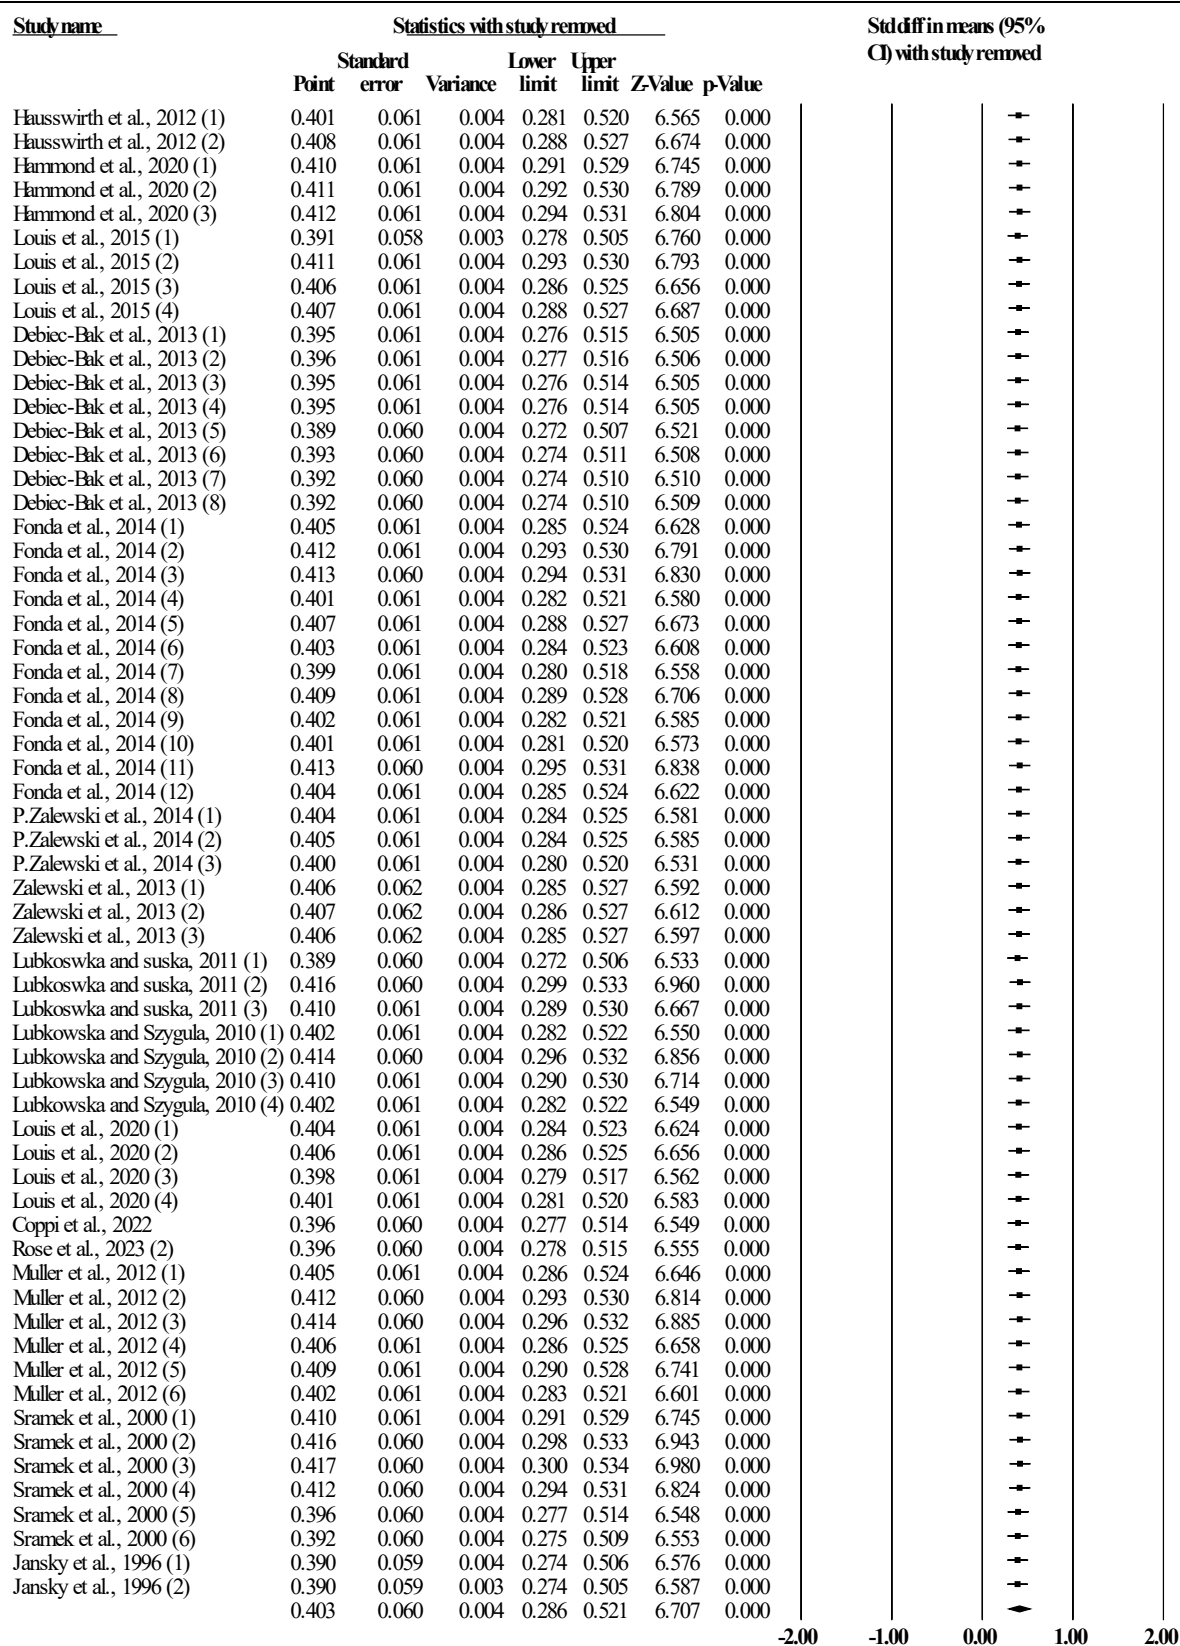 Study name Statistics with study removed Std diff in means (95%
CI) with study removed
Standard Lower Upper
Point error Variance limit limit Z-Value p-Value
Hausswirth et al., 2012 (1) 0.401 0.061 0.004 0.281 0.520 6.565 0.000
Hausswirth et al., 2012 (2) 0.408 0.061 0.004 0.288 0.527 6.674 0.000
Hammond et al., 2020 (1) 0.410 0.061 0.004 0.291 0.529 6.745 0.000
Hammond et al., 2020 (2) 0.411 0.061 0.004 0.292 0.530 6.789 0.000
Hammond et al., 2020 (3) 0.412 0.061 0.004 0.294 0.531 6.804 0.000
Louis et al., 2015 (1) 0.391 0.058 0.003 0.278 0.505 6.760 0.000
Louis et al., 2015 (2) 0.411 0.061 0.004 0.293 0.530 6.793 0.000
Louis et al., 2015 (3) 0.406 0.061 0.004 0.286 0.525 6.656 0.000
Louis et al., 2015 (4) 0.407 0.061 0.004 0.288 0.527 6.687 0.000
Debiec-Bak et al., 2013 (1) 0.395 0.061 0.004 0.276 0.515 6.505 0.000
Debiec-Bak et al., 2013 (2) 0.396 0.061 0.004 0.277 0.516 6.506 0.000
Debiec-Bak et al., 2013 (3) 0.395 0.061 0.004 0.276 0.514 6.505 0.000
Debiec-Bak et al., 2013 (4) 0.395 0.061 0.004 0.276 0.514 6.505 0.000
Debiec-Bak et al., 2013 (5) 0.389 0.060 0.004 0.272 0.507 6.521 0.000
Debiec-Bak et al., 2013 (6) 0.393 0.060 0.004 0.274 0.511 6.508 0.000
Debiec-Bak et al., 2013 (7) 0.392 0.060 0.004 0.274 0.510 6.510 0.000
Debiec-Bak et al., 2013 (8) 0.392 0.060 0.004 0.274 0.510 6.509 0.000
Fonda et al., 2014 (1) 0.405 0.061 0.004 0.285 0.524 6.628 0.000
Fonda et al., 2014 (2) 0.412 0.061 0.004 0.293 0.530 6.791 0.000
Fonda et al., 2014 (3) 0.413 0.060 0.004 0.294 0.531 6.830 0.000
Fonda et al., 2014 (4) 0.401 0.061 0.004 0.282 0.521 6.580 0.000
Fonda et al., 2014 (5) 0.407 0.061 0.004 0.288 0.527 6.673 0.000
Fonda et al., 2014 (6) 0.403 0.061 0.004 0.284 0.523 6.608 0.000
Fonda et al., 2014 (7) 0.399 0.061 0.004 0.280 0.518 6.558 0.000
Fonda et al., 2014 (8) 0.409 0.061 0.004 0.289 0.528 6.706 0.000
Fonda et al., 2014 (9) 0.402 0.061 0.004 0.282 0.521 6.585 0.000
Fonda et al., 2014 (10) 0.401 0.061 0.004 0.281 0.520 6.573 0.000
Fonda et al., 2014 (11) 0.413 0.060 0.004 0.295 0.531 6.838 0.000
Fonda et al., 2014 (12) 0.404 0.061 0.004 0.285 0.524 6.622 0.000
P.Zalewski et al., 2014 (1) 0.404 0.061 0.004 0.284 0.525 6.581 0.000
P.Zalewski et al., 2014 (2) 0.405 0.061 0.004 0.284 0.525 6.585 0.000
P.Zalewski et al., 2014 (3) 0.400 0.061 0.004 0.280 0.520 6.531 0.000
Zalewski et al., 2013 (1) 0.406 0.062 0.004 0.285 0.527 6.592 0.000
Zalewski et al., 2013 (2) 0.407 0.062 0.004 0.286 0.527 6.612 0.000
Zalewski et al., 2013 (3) 0.406 0.062 0.004 0.285 0.527 6.597 0.000
Lubkoswka and suska, 2011 (1) 0.389 0.060 0.004 0.272 0.506 6.533 0.000
Lubkoswka and suska, 2011 (2) 0.416 0.060 0.004 0.299 0.533 6.960 0.000
Lubkoswka and suska, 2011 (3) 0.410 0.061 0.004 0.289 0.530 6.667 0.000
Lubkowska and Szygula, 2010 (1) 0.402 0.061 0.004 0.282 0.522 6.550 0.000
Lubkowska and Szygula, 2010 (2) 0.414 0.060 0.004 0.296 0.532 6.856 0.000
Lubkowska and Szygula, 2010 (3) 0.410 0.061 0.004 0.290 0.530 6.714 0.000
Lubkowska and Szygula, 2010 (4) 0.402 0.061 0.004 0.282 0.522 6.549 0.000
Louis et al., 2020 (1) 0.404 0.061 0.004 0.284 0.523 6.624 0.000
Louis et al., 2020 (2) 0.406 0.061 0.004 0.286 0.525 6.656 0.000
Louis et al., 2020 (3) 0.398 0.061 0.004 0.279 0.517 6.562 0.000
Louis et al., 2020 (4) 0.401 0.061 0.004 0.281 0.520 6.583 0.000
Coppi et al., 2022 0.396 0.060 0.004 0.277 0.514 6.549 0.000
Rose et al., 2023 (2) 0.396 0.060 0.004 0.278 0.515 6.555 0.000
Muller et al., 2012 (1) 0.405 0.061 0.004 0.286 0.524 6.646 0.000
Muller et al., 2012 (2) 0.412 0.060 0.004 0.293 0.530 6.814 0.000
Muller et al., 2012 (3) 0.414 0.060 0.004 0.296 0.532 6.885 0.000
Muller et al., 2012 (4) 0.406 0.061 0.004 0.286 0.525 6.658 0.000
Muller et al., 2012 (5) 0.409 0.061 0.004 0.290 0.528 6.741 0.000
Muller et al., 2012 (6) 0.402 0.061 0.004 0.283 0.521 6.601 0.000
Sramek et al., 2000 (1) 0.410 0.061 0.004 0.291 0.529 6.745 0.000
Sramek et al., 2000 (2) 0.416 0.060 0.004 0.298 0.533 6.943 0.000
Sramek et al., 2000 (3) 0.417 0.060 0.004 0.300 0.534 6.980 0.000
Sramek et al., 2000 (4) 0.412 0.060 0.004 0.294 0.531 6.824 0.000
Sramek et al., 2000 (5) 0.396 0.060 0.004 0.277 0.514 6.548 0.000
Sramek et al., 2000 (6) 0.392 0.060 0.004 0.275 0.509 6.553 0.000
Jansky et al., 1996 (1) 0.390 0.059 0.004 0.274 0.506 6.576 0.000
Jansky et al., 1996 (2) 0.390 0.059 0.003 0.274 0.505 6.587 0.000
0.403 0.060 0.004 0.286 0.521 6.707 0.000
-2.00 -1.00 0.00 1.00 2.00